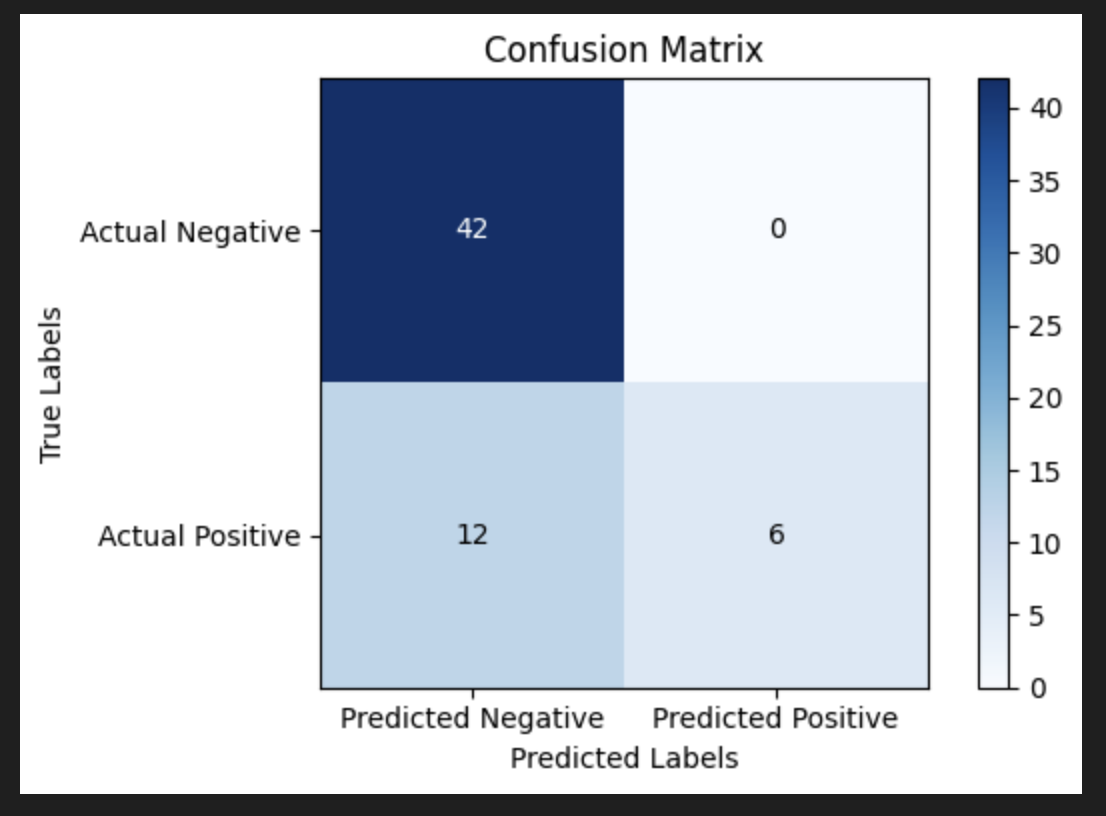 Confusion Matrix
True Labels
Actual Negative
42
0
Actual Positive
12
6
Predicted Negative
Predicted Positive
Predicted Labels
40
35
30
25
20
15
10
5
0